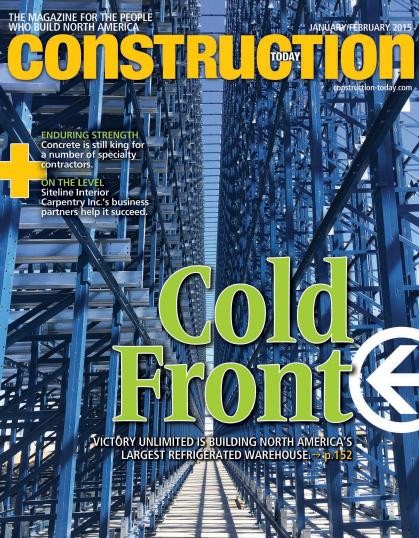 THE MAGAZINE FOR THE PEOPLE
WHO BUILD NORTH AMERICA
JANUARY/FEBRUARY 2015
CONSTRUCTION
TODAY
construction-today.com
ENDURING STRENGTH
Concrete is still king for
a number of specialty
contractors.
ON THE LEVEL
Siteline Interior
Carpentry Inc.'s business
partners help it succeed.
Cold
Front
VICTORY UNLIMITED IS BUILDING NORTH AMERICA'S
LARGEST REFRIGERATED WAREHOUSE. → p.152